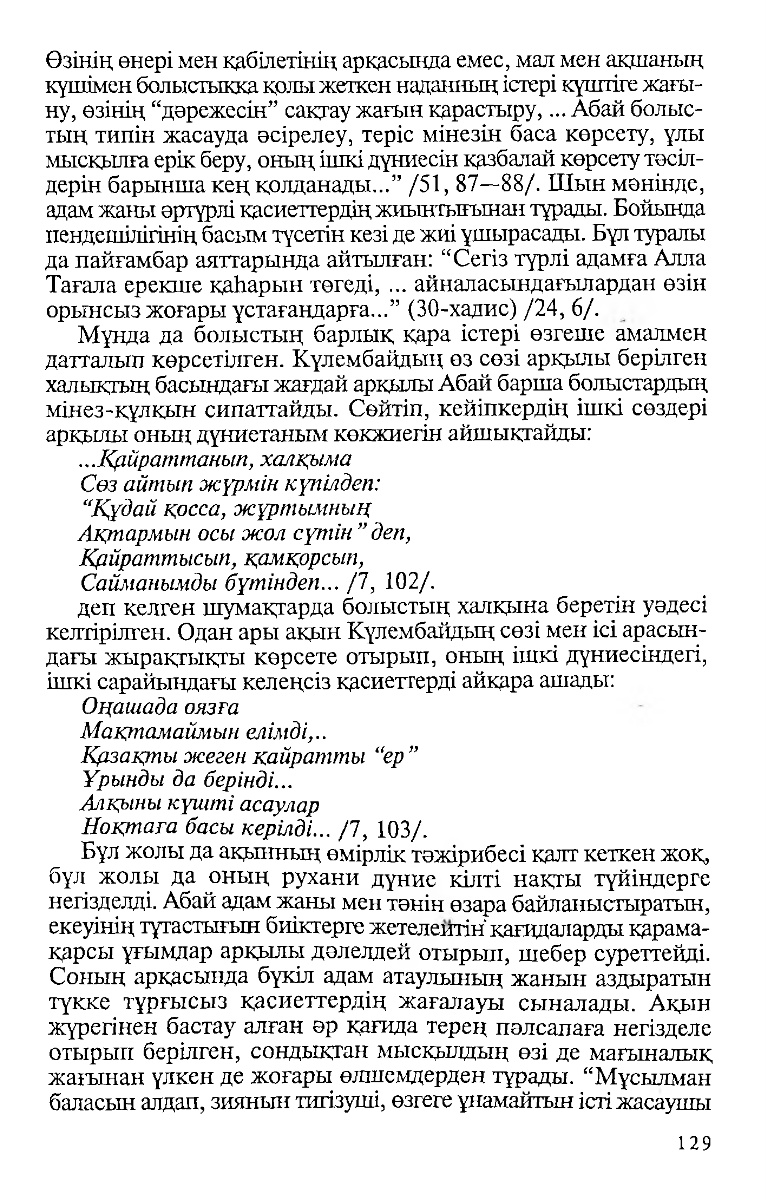 Өзінің өнері мен қабілетінің арқасында емес, мал мен ақшаның
күшімен болыстыққа қолы жеткен наданның істері күштіге жағы-
ну, өзінің “дәрежесін” сақтау жағын қарастыру, ... Абай болыс-
тың типін жасауда әсірелеу, теріс мінезін баса көрсету, ұлы
мысқылға ерік беру, оның ішкі дүниесін қазбалай көрсету тәсіл-
дерін барынша кең қолданады...” /51, 87—88/. Шын мәнінде,
адам жаны әртүрлі қасиеттердің жиынтығынан тұрады. Бойында
пендешілігінің басым түсетін кезі де жиі ұшырасады. Бұл туралы
да пайғамбар аяттарында айтылған: “Сегіз түрлі адамға Алла
Тағала ерекше қаһарын төгеді, ... айналасындағылардан өзін
орынсыз жоғары ұстағандарға...” (30-хадис) /24, 6/.
Мұнда да болыстың барлық қара істері өзгеше амалмен
датталып көрсетілген. Күлембайдың өз сөзі арқылы берілген
халықтың басындағы жағдай арқылы Абай барша болыстардың
мінез-құлқын сипаттайды. Сөйтіп, кейіпкердің ішкі сөздері
арқылы оның дүниетаным көкжиегін айшықтайды:
...Қайраттанып, халқыма
Сөз айтып жүрмін күпілдеп:
“Құдай қосса, жұртымның
Ақтармын осы жол сүтін” деп,
Қайраттысып, қамқорсып,
Сайманымды бүтіндеп... /7, 102/.
деп келген шумақтарда болыстың халқына беретін уәдесі
келтірілген. Одан ары ақын Күлембайдың сөзі мен ісі арасын-
дағы жырақтықты көрсете отырып, оның ішкі дүниесіндегі,
ішкі сарайындағы келеңсіз қасиеттерді айқара ашады:
Оңашада оязға
Мақтамаймын елімді,..
Қазақты жеген қайратты “ер”
Ұрынды да берінді...
Алқыны күшті асаулар
Ноқтаға басы керілді... /7, 103/.
Бұл жолы да ақынның өмірлік тәжірибесі қалт кеткен жоқ,
бұл жолы да оның рухани дүние кілті нақты түйіндерге
негізделді. Абай адам жаны мен тәнін өзара байланыстыратын,
екеуінің тұтастығын биіктерге жетелейтін қағидаларды қарама-
қарсы ұғымдар арқылы дәлелдей отырып, шебер суреттейді.
Соның арқасында бүкіл адам атаулының жанын аздыратын
түкке тұрғысыз қасиеттердің жағалауы сыналады. Ақын
жүрегінен бастау алған әр қағида терең пәлсапаға негізделе
отырып берілген, сондықтан мысқылдың өзі де мағыналық
жағынан үлкен де жоғары өлшемдерден тұрады. “Мұсылман
баласын алдап, зиянын тигізуші, өзгеге ұнамайтын істі жасаушы
129